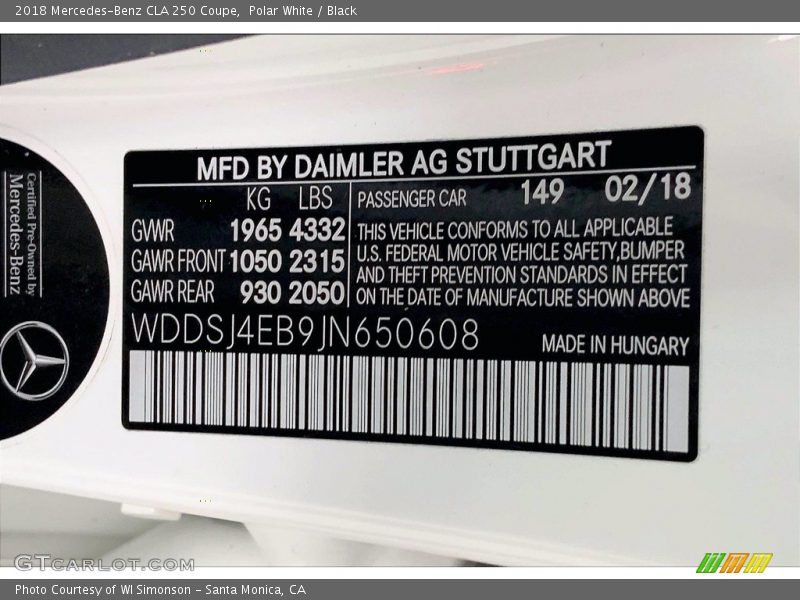 2018 Mercedes-Benz CLA 250 Coupe,  Polar White / Black
Certified Pre-Owned by
Mercedes-Benz
MFD BY DAIMLER AG STUTTGART
KG LBS
GVWR 1965 4332
GAWR FRONT 1050 2315
GAWR REAR 930 2050
PASSENGER CAR 149 02/18
THIS VEHICLE CONFORMS TO ALL APPLICABLE
U.S. FEDERAL MOTOR VEHICLE SAFETY,BUMPER
AND THEFT PREVENTION STANDARDS IN EFFECT
ON THE DATE OF MANUFACTURE SHOWN ABOVE
WDDSJ4EB9JN650608
MADE IN HUNGARY
GTCARLOT.COM
Photo Courtesy of WI Simonson - Santa Monica, CA